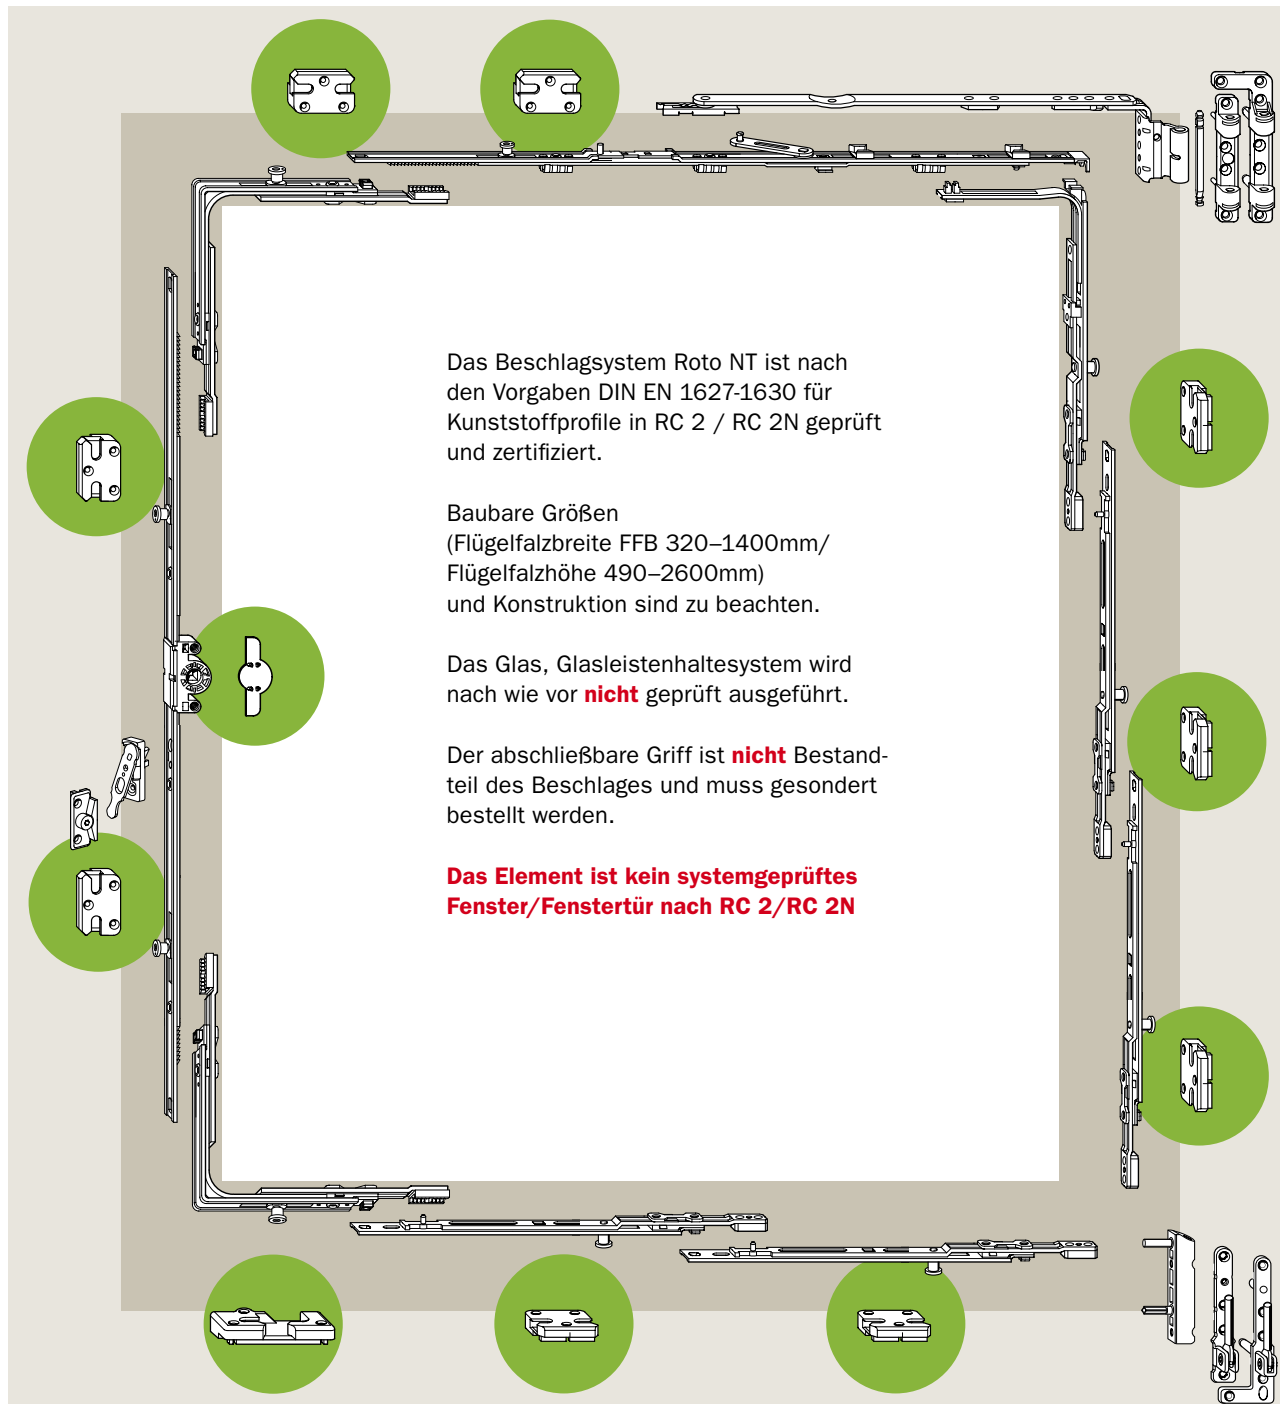 Das Beschlagsystem Roto NT ist nach
den Vorgaben DIN EN 1627-1630 für
Kunststoffprofile in RC 2 / RC 2N geprüft
und zertifiziert.
Baubare Größen
(Flügelfalzbreite FFB 320–1400mm/
Flügelfalzhöhe 490–2600mm)
und Konstruktion sind zu beachten.
Das Glas, Glasleistenhaltesystem wird
nach wie vor nicht geprüft ausgeführt.
Der abschließbare Griff ist nicht Bestand-
teil des Beschlages und muss gesondert
bestellt werden.
Das Element ist kein systemgeprüftes
Fenster/Fenstertür nach RC 2/RC 2N